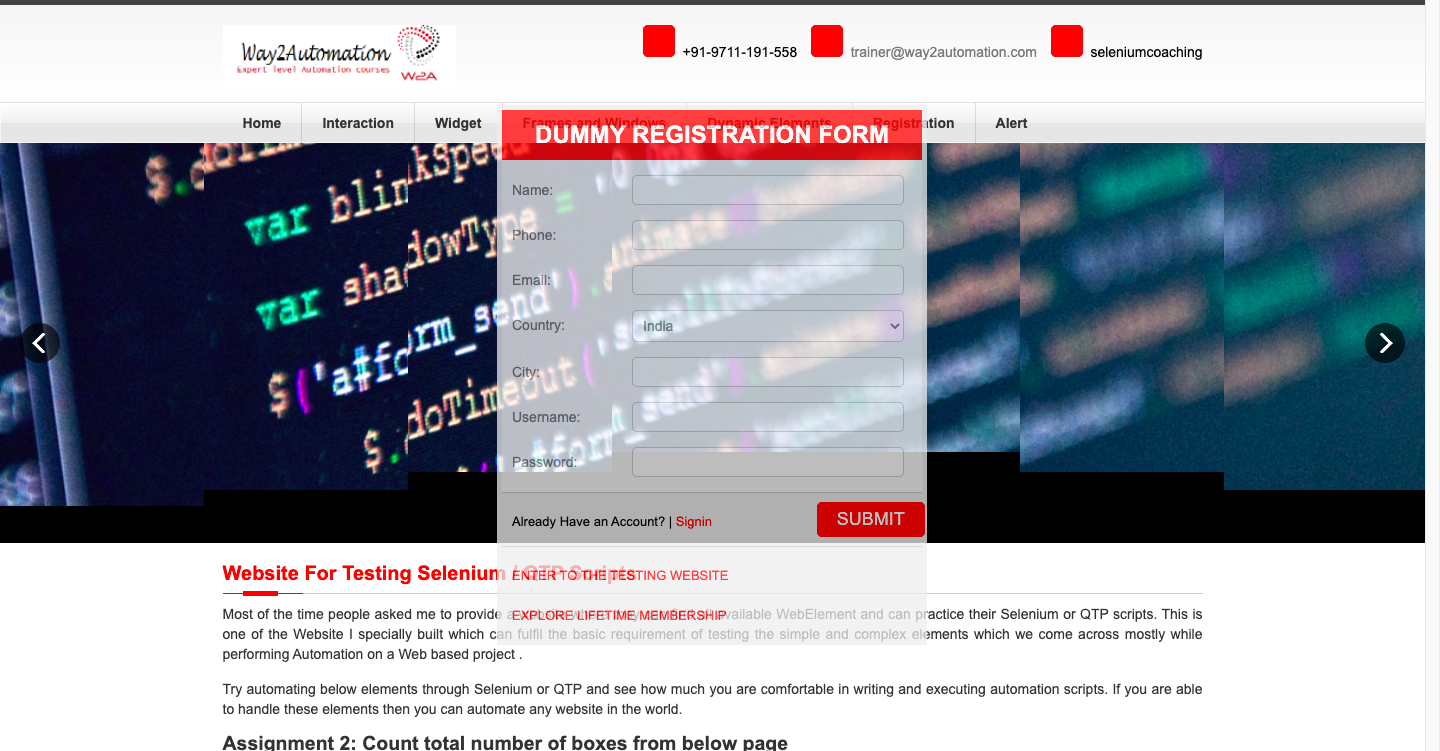 Way2Automation
Expert level Automation courses
W2A
+91-9711-191-558
trainer@way2automation.com
seleniumcoaching
Home
Interaction
Widget
Frames and Windows
Dynamic Elements
Registration
Alert
DUMMY REGISTRATION FORM
Name:
Phone:
Email:
Country:
India
City:
Username:
Password:
Already Have an Account? | Signin
SUBMIT
ENTER TO THE TESTING WEBSITE
EXPLORE LIFETIME MEMBERSHIP
var
var
Website For Testing Selenium / QTP Scripts
Most of the time people asked me to provide a available WebElement and can practice their Selenium or QTP scripts. This is
one of the Website I specially built which can fulfil the basic requirement of testing the simple and complex elements which we come across mostly while
performing Automation on a Web based project .
Try automating below elements through Selenium or QTP and see how much you are comfortable in writing and executing automation scripts. If you are able
to handle these elements then you can automate any website in the world.
Assignment 2: Count total number of boxes from below page